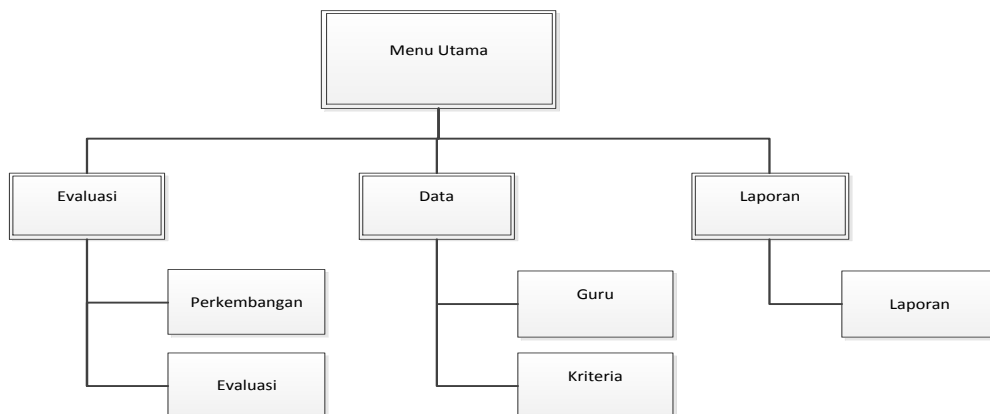 Menu Utama
Evaluasi
Data
Laporan
Perkembangan
Guru
Laporan
Evaluasi
Kriteria